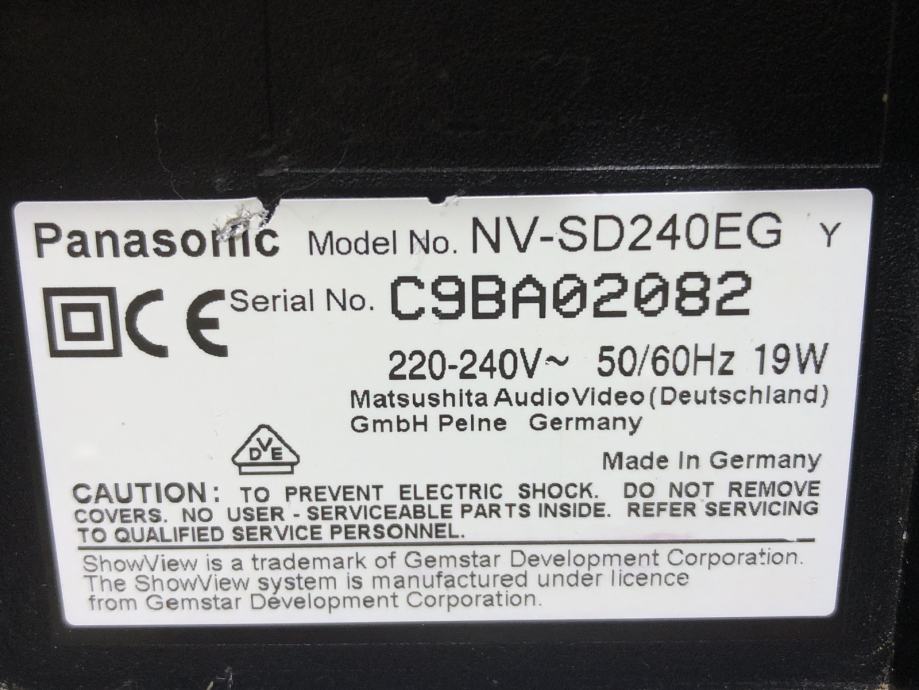 Panasonic Model No. NV-SD240EG Y
Serial No. C9BA02082
220-240V~ 50/60Hz 19W
Matsushita Audio Video (Deutschland)
GmbH Peine Germany
DVE
Made In Germany
CAUTION: TO PREVENT ELECTRIC SHOCK. DO NOT REMOVE
COVERS. NO USER - SERVICEABLE PARTS INSIDE. REFER SERVICING
TO QUALIFIED SERVICE PERSONNEL.
ShowView is a trademark of Gemstar Development Corporation.
The ShowView system is manufactured under licence
from Gemstar Development Corporation.